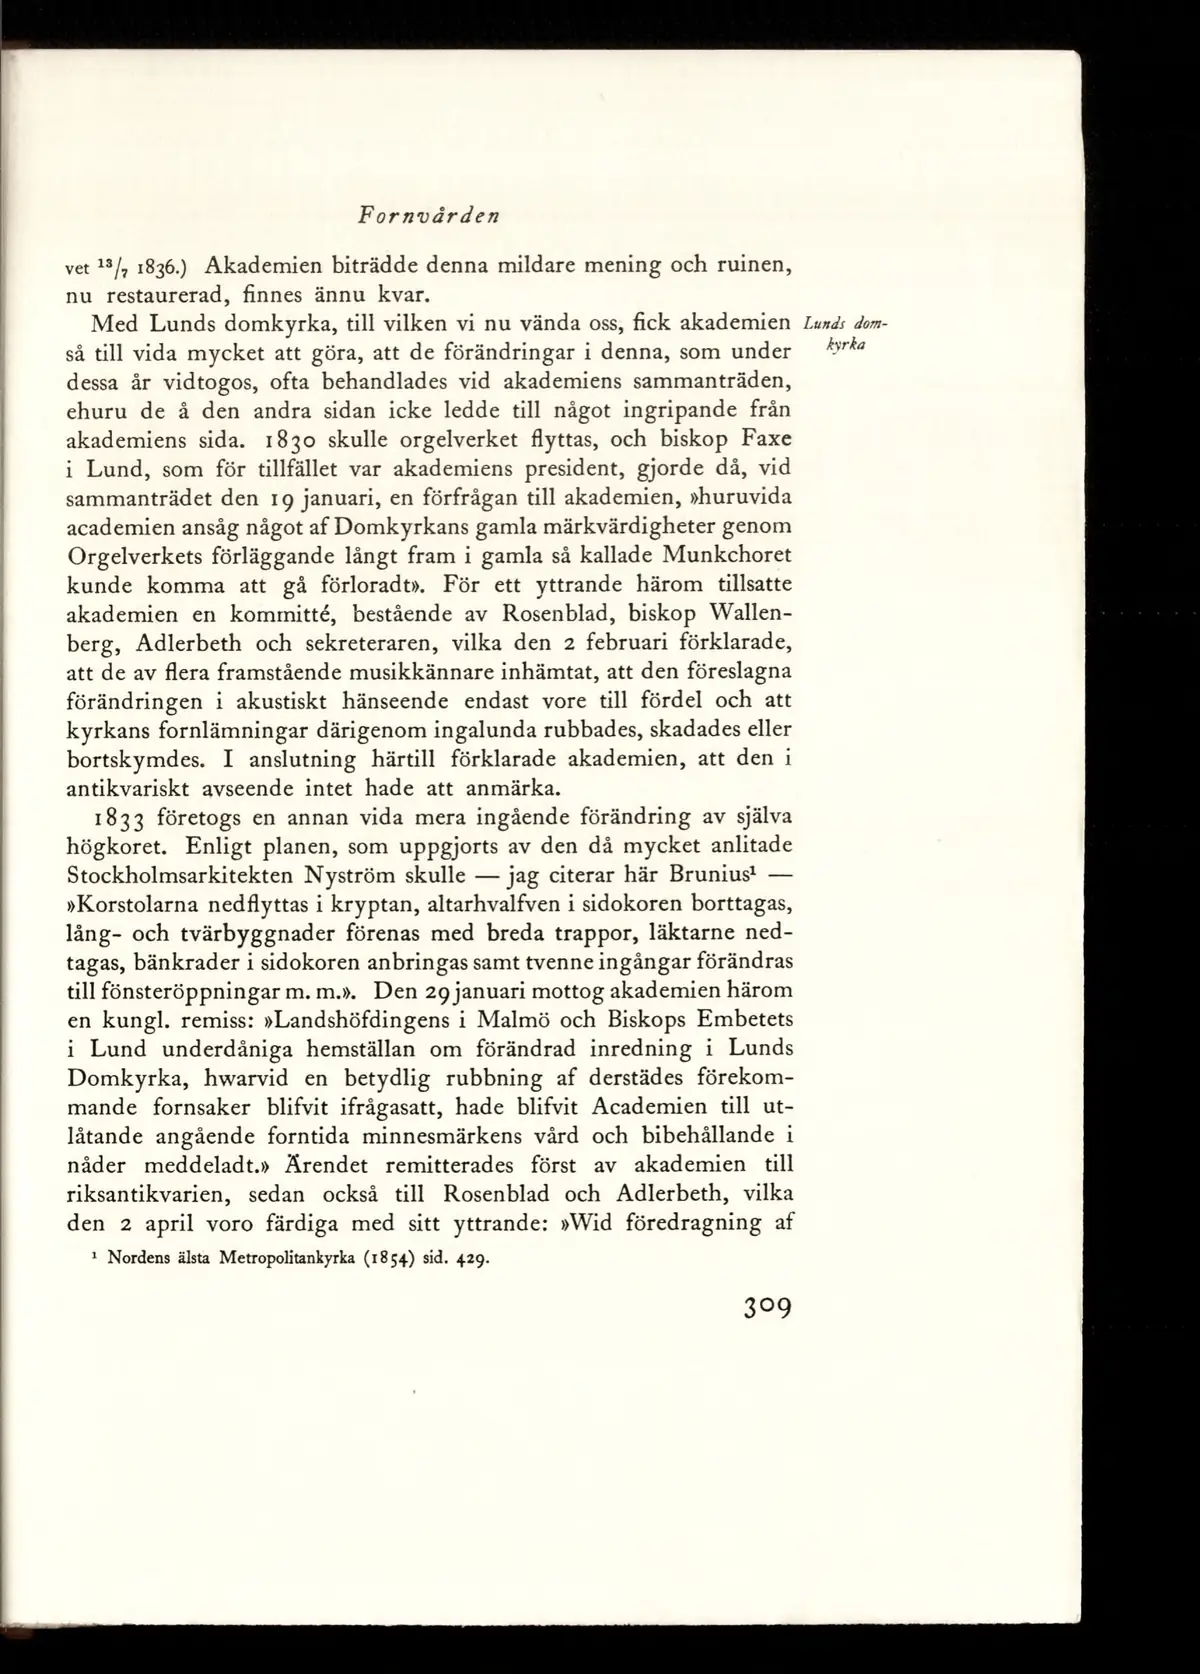 Fornvården
vet ¹³/₇ 1836.) Akademien biträdde denna mildare mening och ruinen,
nu restaurerad, finnes ännu kvar.
Med Lunds domkyrka, till vilken vi nu vända oss, fick akademien
Lunds dom-
kyrka
så till vida mycket att göra, att de förändringar i denna, som under
dessa år vidtogos, ofta behandlades vid akademiens sammanträden,
ehuru de å den andra sidan icke ledde till något ingripande från
akademiens sida. 1830 skulle orgelverket flyttas, och biskop Faxe
i Lund, som för tillfället var akademiens president, gjorde då, vid
sammanträdet den 19 januari, en förfrågan till akademien, »huruvida
academien ansåg något af Domkyrkans gamla märkvärdigheter genom
Orgelverkets förläggande långt fram i gamla så kallade Munkchoret
kunde komma att gå förloradt». För ett yttrande härom tillsatte
akademien en kommitté, bestående av Rosenblad, biskop Wallen-
berg, Adlerbeth och sekreteraren, vilka den 2 februari förklarade,
att de av flera framstående musikkännare inhämtat, att den föreslagna
förändringen i akustiskt hänseende endast vore till fördel och att
kyrkans fornlämningar därigenom ingalunda rubbades, skadades eller
bortskymdes. I anslutning härtill förklarade akademien, att den i
antikvariskt avseende intet hade att anmärka.
1833 företogs en annan vida mera ingående förändring av själva
högkoret. Enligt planen, som uppgjorts av den då mycket anlitade
Stockholmsarkitekten Nyström skulle — jag citerar här Brunius¹ —
»Korstolarna nedflyttas i kryptan, altarhvalfven i sidokoren borttagas,
lång- och tvärbyggnader förenas med breda trappor, läktarne ned-
tagas, bänkrader i sidokoren anbringas samt tvenne ingångar förändras
till fönsteröppningar m. m.». Den 29 januari mottog akademien härom
en kungl. remiss: »Landshöfdingens i Malmö och Biskops Embetets
i Lund underdåniga hemställan om förändrad inredning i Lunds
Domkyrka, hwarvid en betydlig rubbning af derstädes förekom-
mande fornsaker blifvit ifrågasatt, hade blifvit Academien till ut-
låtande angående forntida minnesmärkens vård och bibehållande i
nåder meddeladt.» Ärendet remitterades först av akademien till
riksantikvarien, sedan också till Rosenblad och Adlerbeth, vilka
den 2 april voro färdiga med sitt yttrande: »Wid föredragning af
¹ Nordens älsta Metropolitankyrka (1854) sid. 429.
309